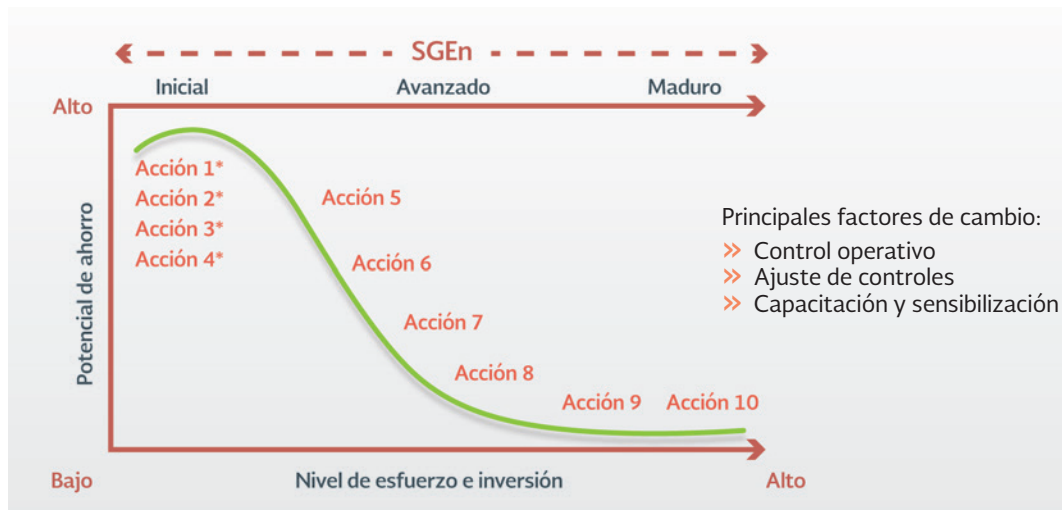 SGEn
Inicial Avanzado Maduro
Alto
Potencial de ahorro
Acción 1*
Acción 2*
Acción 3*
Acción 4*
Acción 5
Acción 6
Acción 7
Acción 8
Acción 9
Acción 10
Principales factores de cambio:
» Control operativo
» Ajuste de controles
» Capacitación y sensibilización
Bajo Nivel de esfuerzo e inversión Alto